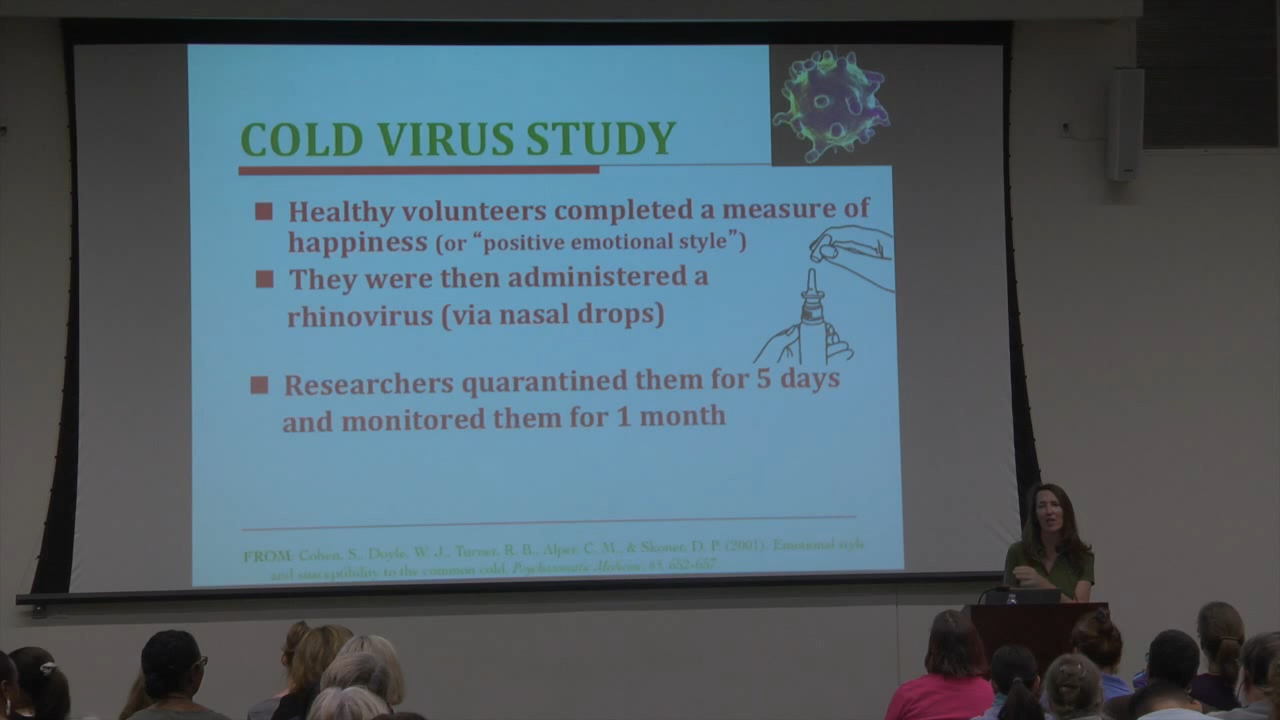 COLD VIRUS STUDY
Healthy volunteers completed a measure of
happiness (or “positive emotional style”)
They were then administered a
rhinovirus (via nasal drops)
Researchers quarantined them for 5 days
and monitored them for 1 month
FROM: Cohen, S., Doyle, W. J., Turner, R. B., Alper, C. M., & Skoner, D. P. (2001). Emotional style
and susceptibility to the common cold, Psychosomatic Medicine, 65, 652-657.